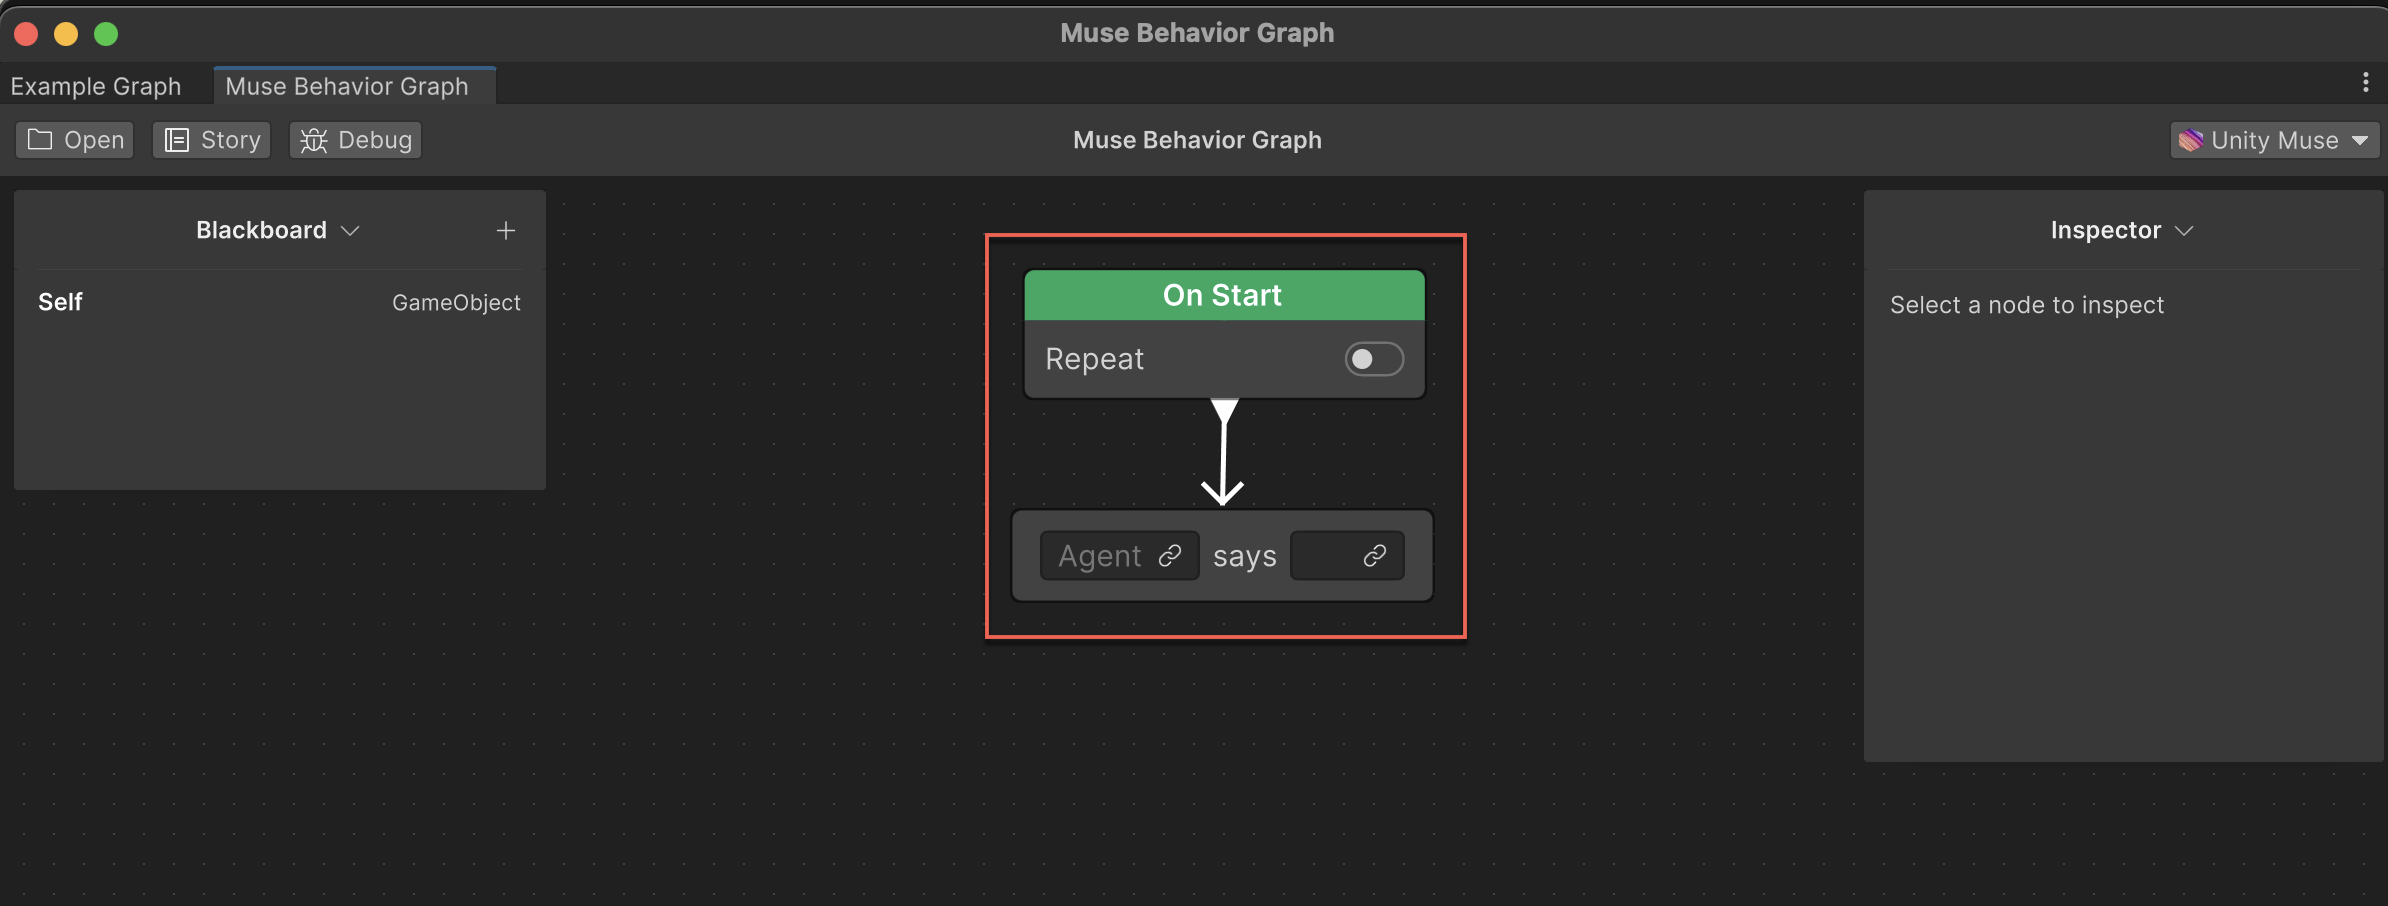 Muse Behavior Graph
Example Graph
Muse Behavior Graph
Open
Story
Debug
Muse Behavior Graph
Unity Muse
Blackboard
Self
GameObject
On Start
Repeat
Agent says
Inspector
Select a node to inspect